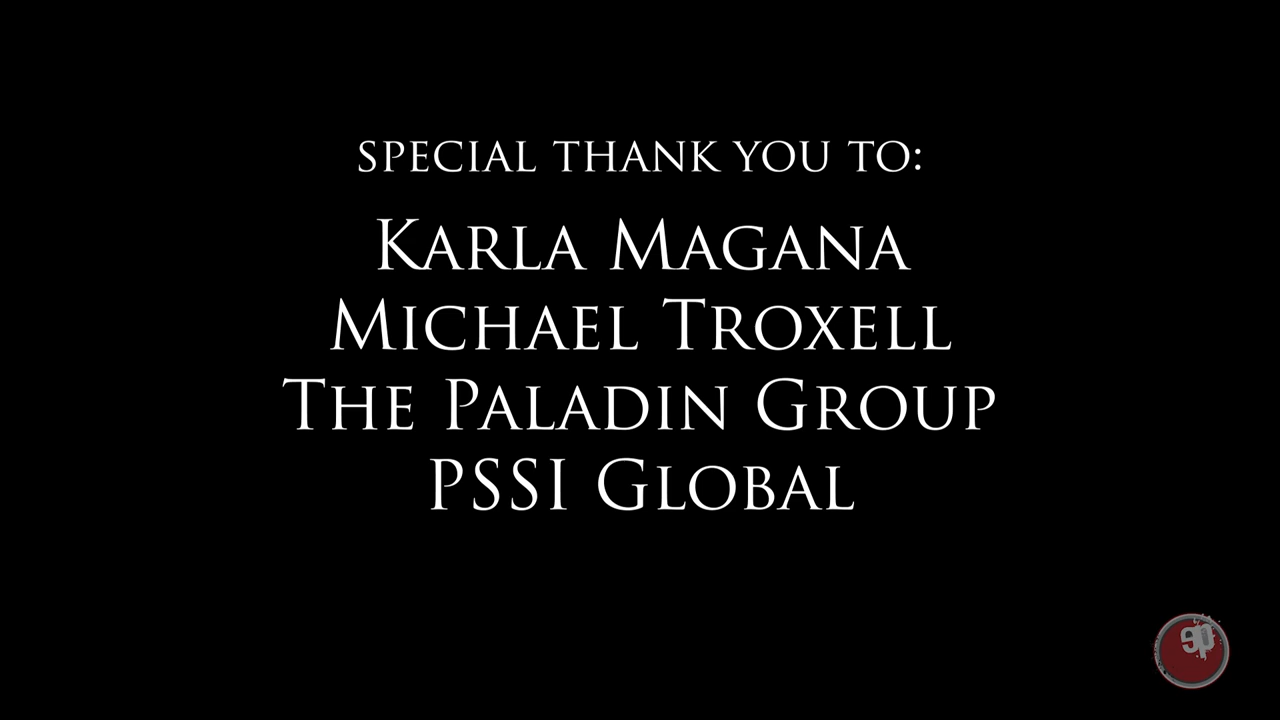 SPECIAL THANK YOU TO:
KARLA MAGANA
MICHAEL TROXELL
THE PALADIN GROUP
PSSI GLOBAL